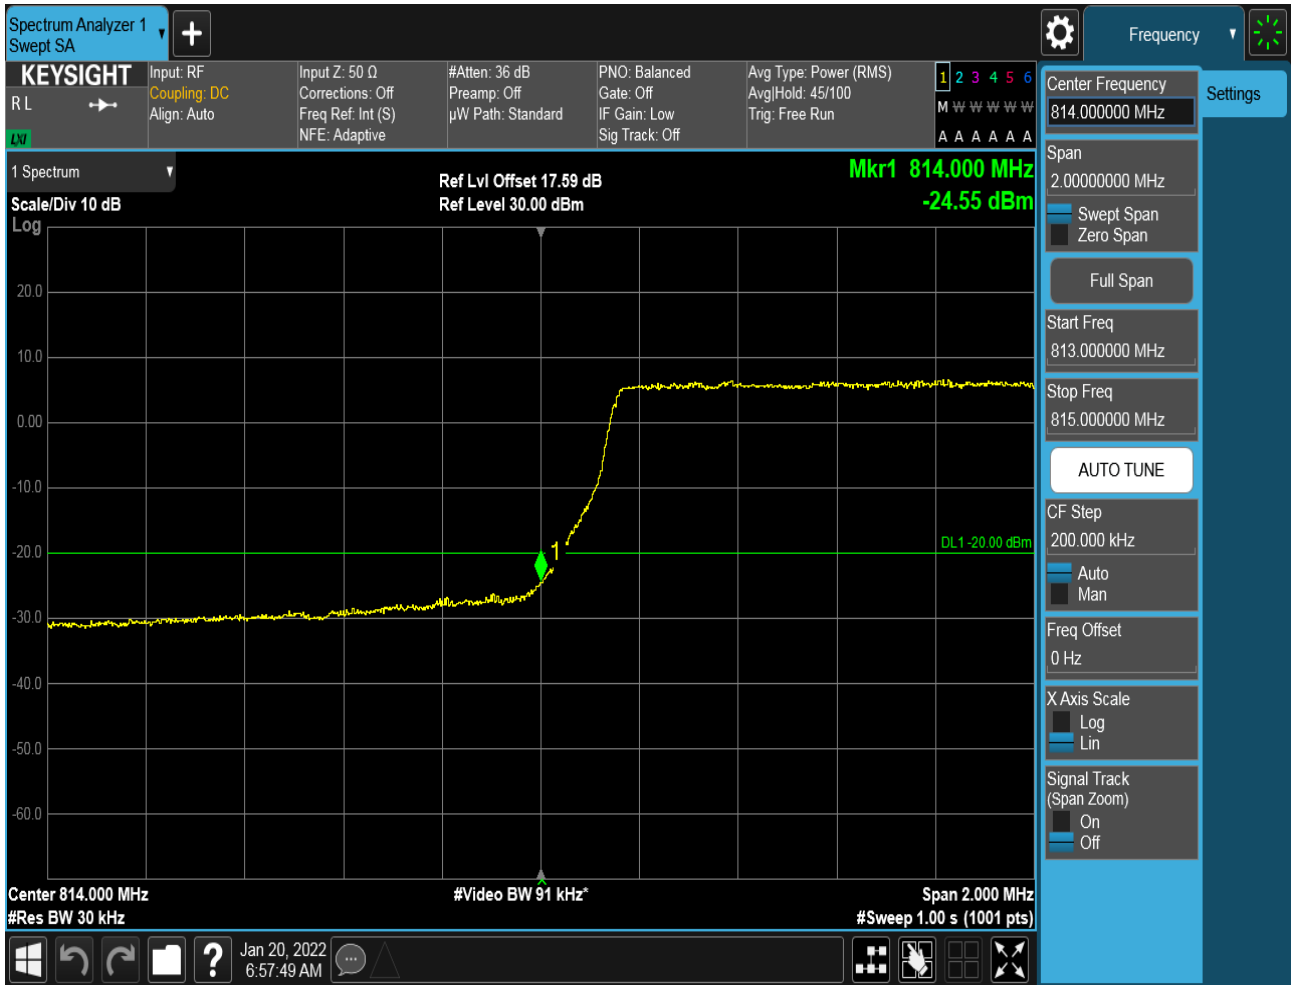 Spectrum Analyzer 1
Swept SA
Frequency
KEYSIGHT
R L
LXI
Input: RF
Coupling: DC
Align: Auto
Input Z: 50 Ω
Corrections: Off
Freq Ref: Int (S)
NFE: Adaptive
#Atten: 36 dB
Preamp: Off
µW Path: Standard
PNO: Balanced
Gate: Off
IF Gain: Low
Sig Track: Off
Avg Type: Power (RMS)
Avg|Hold: 45/100
Trig: Free Run
1 2 3 4 5 6
M W W W W W
A A A A A A
1 Spectrum
Scale/Div 10 dB
Log
Ref Lvl Offset 17.59 dB
Ref Level 30.00 dBm
Mkr1 814.000 MHz
-24.55 dBm
20.0
10.0
0.00
-10.0
-20.0
-30.0
-40.0
-50.0
-60.0
1
DL1 -20.00 dBm
Center 814.000 MHz
#Video BW 91 kHz*
Span 2.000 MHz
#Res BW 30 kHz
#Sweep 1.00 s (1001 pts)
Center Frequency
814.000000 MHz
Settings
Span
2.00000000 MHz
Swept Span
Zero Span
Full Span
Start Freq
813.000000 MHz
Stop Freq
815.000000 MHz
AUTO TUNE
CF Step
200.000 kHz
Auto
Man
Freq Offset
0 Hz
X Axis Scale
Log
Lin
Signal Track
(Span Zoom)
On
Off
?
Jan 20, 2022
6:57:49 AM